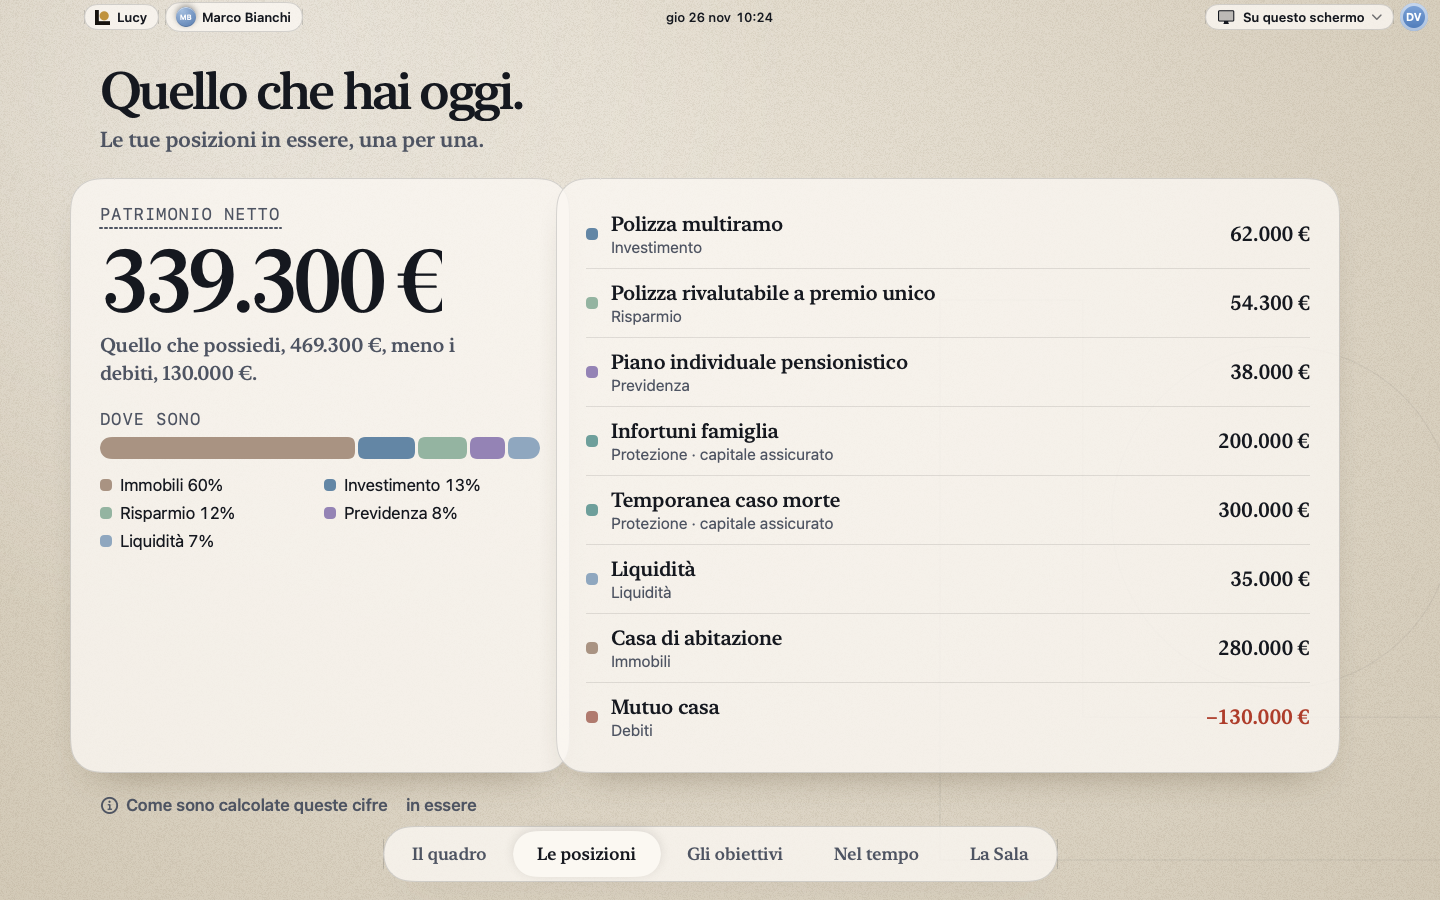 Lucy
MB Marco Bianchi
gio 26 nov 10:24
Su questo schermo
DV
Quello che hai oggi.
Le tue posizioni in essere, una per una.
PATRIMONIO NETTO
339.300 €
Quello che possiedi, 469.300 €, meno i
debiti, 130.000 €.
DOVE SONO
Immobili 60%
Investimento 13%
Risparmio 12%
Previdenza 8%
Liquidità 7%
Polizza multiramo
Investimento
62.000 €
Polizza rivalutabile a premio unico
Risparmio
54.300 €
Piano individuale pensionistico
Previdenza
38.000 €
Infortuni famiglia
Protezione · capitale assicurato
200.000 €
Temporanea caso morte
Protezione · capitale assicurato
300.000 €
Liquidità
Liquidità
35.000 €
Casa di abitazione
Immobili
280.000 €
Mutuo casa
Debiti
−130.000 €
Come sono calcolate queste cifre in essere
Il quadro
Le posizioni
Gli obiettivi
Nel tempo
La Sala